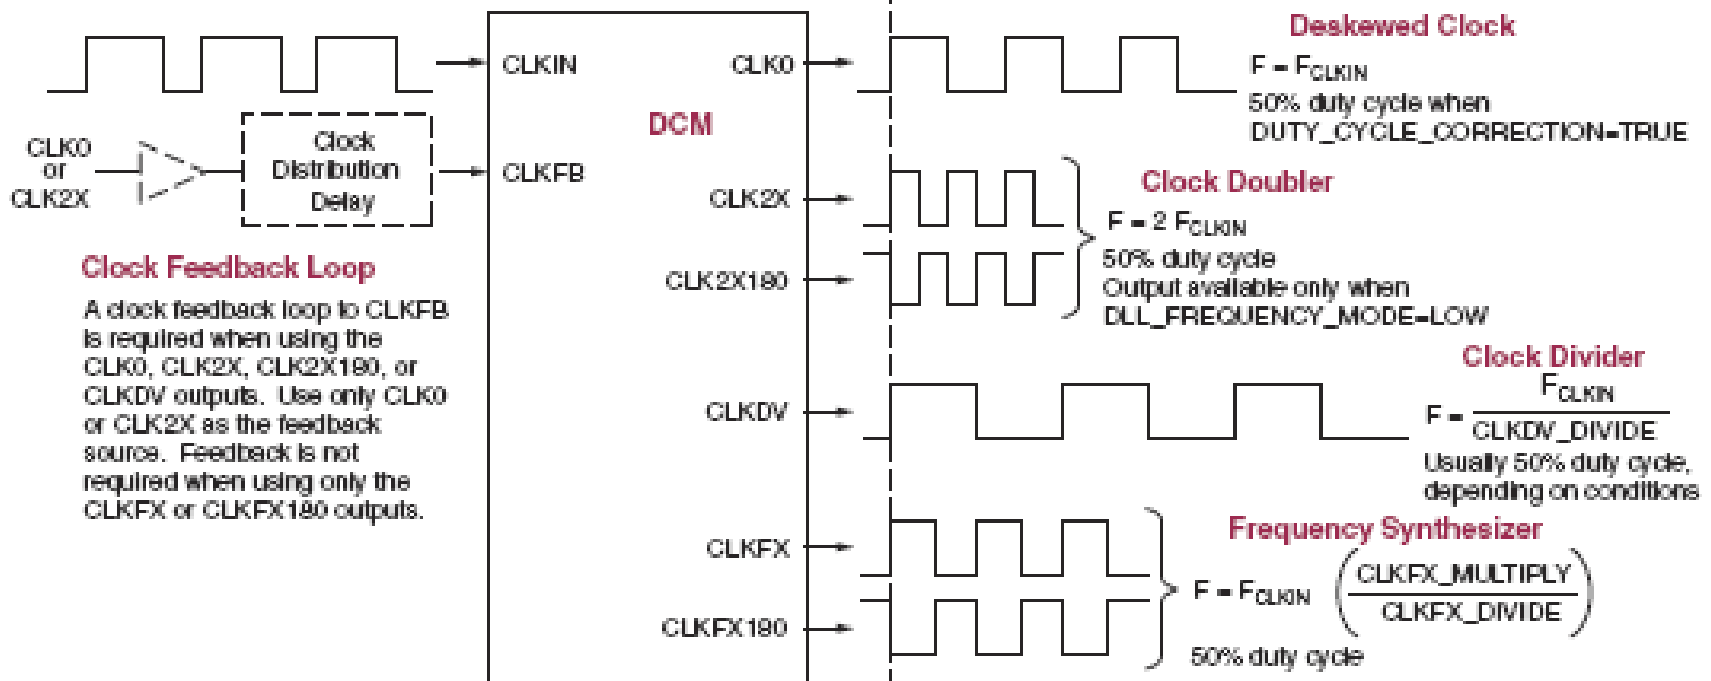 CLKIN
CLK0
or
CLK2X
Clock
Distribution
Delay
CLKFB
Clock Feedback Loop
A clock feedback loop to CLKFB
is required when using the
CLK0, CLK2X, CLK2X180, or
CLKDV outputs. Use only CLK0
or CLK2X as the feedback
source. Feedback is not
required when using only the
CLKFX or CLKFX180 outputs.
DCM
CLK0
CLK2X
CLK2X180
CLKDV
CLKFX
CLKFX180
Deskewed Clock
F = FCLKIN
50% duty cycle when
DUTY_CYCLE_CORRECTION=TRUE
Clock Doubler
F = 2 FCLKIN
50% duty cycle
Output available only when
DLL_FREQUENCY_MODE=LOW
Clock Divider
F = FCLKIN / CLKDV_DIVIDE
Usually 50% duty cycle,
depending on conditions
Frequency Synthesizer
F = FCLKIN (CLKFX_MULTIPLY / CLKFX_DIVIDE)
50% duty cycle